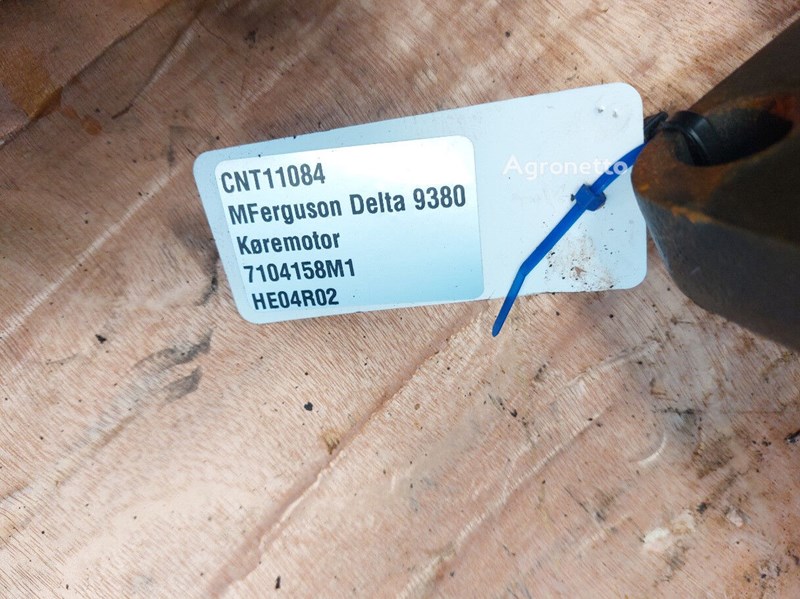 CNT11084
MFerguson Delta 9380
Køremotor
7104158M1
HE04R02
Agronetto